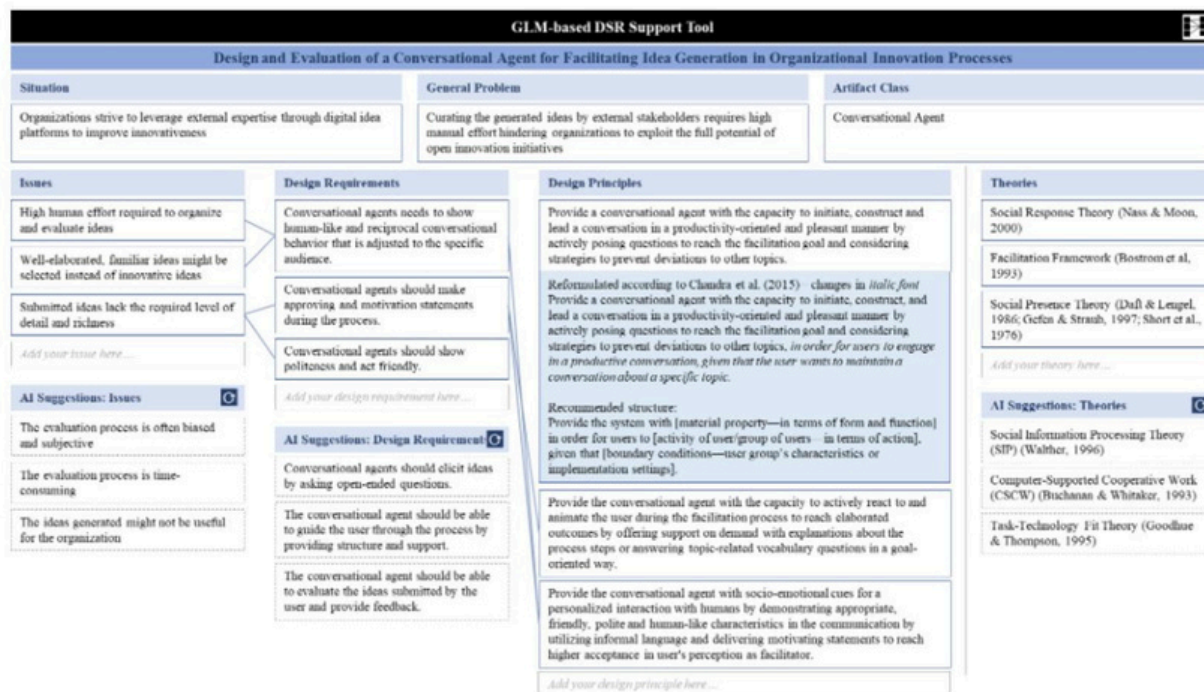 GLM-based DSR Support Tool
Design and Evaluation of a Conversational Agent for Facilitating Idea Generation in Organizational Innovation Processes
Situation
Organizations strive to leverage external expertise through digital idea
platforms to improve innovativeness
General Problem
Curating the generated ideas by external stakeholders requires high
manual effort hindering organizations to exploit the full potential of
open innovation initiatives
Artifact Class
Conversational Agent
Issues
High human effort required to organize
and evaluate ideas
Well-elaborated, familiar ideas might be
selected instead of innovative ideas
Submitted ideas lack the required level of
detail and richness
Add your issue here....
AI Suggestions: Issues
The evaluation process is often biased
and subjective
The evaluation process is time-
consuming
The ideas generated might not be useful
for the organization
Design Requirements
Conversational agents needs to show
human-like and reciprocal conversational
behavior that is adjusted to the specific
audience.
Conversational agents should make
approving and motivation statements
during the process.
Conversational agents should show
politeness and act friendly.
Add your design requirement here....
AI Suggestions: Design Requirements
Conversational agents should elicit ideas
by asking open-ended questions.
The conversational agent should be able
to guide the user through the process by
providing structure and support.
The conversational agent should be able
to evaluate the ideas submitted by the
user and provide feedback.
Design Principles
Provide a conversational agent with the capacity to initiate, construct and
lead a conversation in a productivity-oriented and pleasant manner by
actively posing questions to reach the facilitation goal and considering
strategies to prevent deviations to other topics.
Reformulated according to Chandra et al. (2015) – changes in italic font
Provide a conversational agent with the capacity to initiate, construct, and
lead a conversation in a productivity-oriented and pleasant manner by
actively posing questions to reach the facilitation goal and considering
strategies to prevent deviations to other topics, in order for users to engage
in a productive conversation, given that the user wants to maintain a
conversation about a specific topic.
Recommended structure:
Provide the system with [material property—in terms of form and function]
in order for users to [activity of user/group of users—in terms of action],
given that [boundary conditions—user group's characteristics or
implementation settings].
Provide the conversational agent with the capacity to actively react to and
animate the user during the facilitation process to reach elaborated
outcomes by offering support on demand with explanations about the
process steps or answering topic-related vocabulary questions in a goal-
oriented way.
Provide the conversational agent with socio-emotional cues for a
personalized interaction with humans by demonstrating appropriate,
friendly, polite and human-like characteristics in the communication by
utilizing informal language and delivering motivating statements to reach
higher acceptance in user's perception as facilitator.
Add your design principle here....
Theories
Social Response Theory (Nass & Moon,
2000)
Facilitation Framework (Bostrom et al,
1993)
Social Presence Theory (Daft & Lengel,
1986; Gefen & Straub, 1997; Short et al.,
1976)
Add your theory here....
AI Suggestions: Theories
Social Information Processing Theory
(SIP) (Walther, 1996)
Computer-Supported Cooperative Work
(CSCW) (Buchanan & Whitaker, 1993)
Task-Technology Fit Theory (Goodhue
& Thompson, 1995)